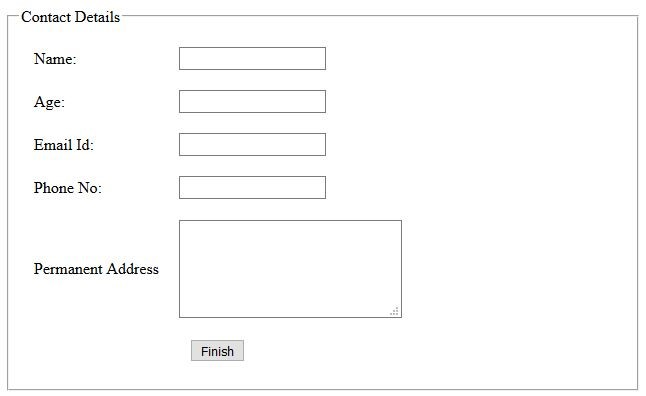 Contact Details
Name:
Age:
Email Id:
Phone No:
Permanent Address
Finish